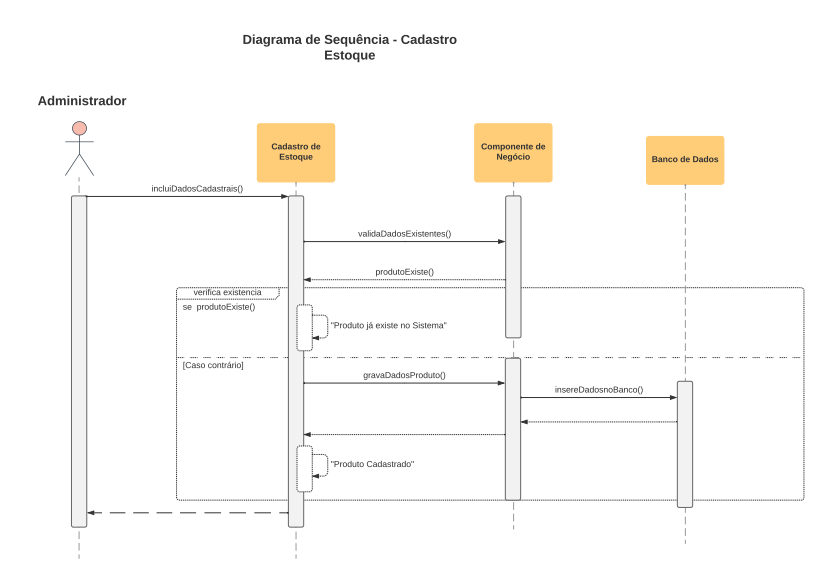 Diagrama de Sequência - Cadastro
Estoque
Administrador
Cadastro de
Estoque
Componente de
Negócio
Banco de Dados
incluiDadosCadastrais()
validaDadosExistentes()
produtoExiste()
verifica existencia
se produtoExiste()
"Produto já existe no Sistema"
[Caso contrário]
gravaDadosProduto()
insereDadosnoBanco()
"Produto Cadastrado"